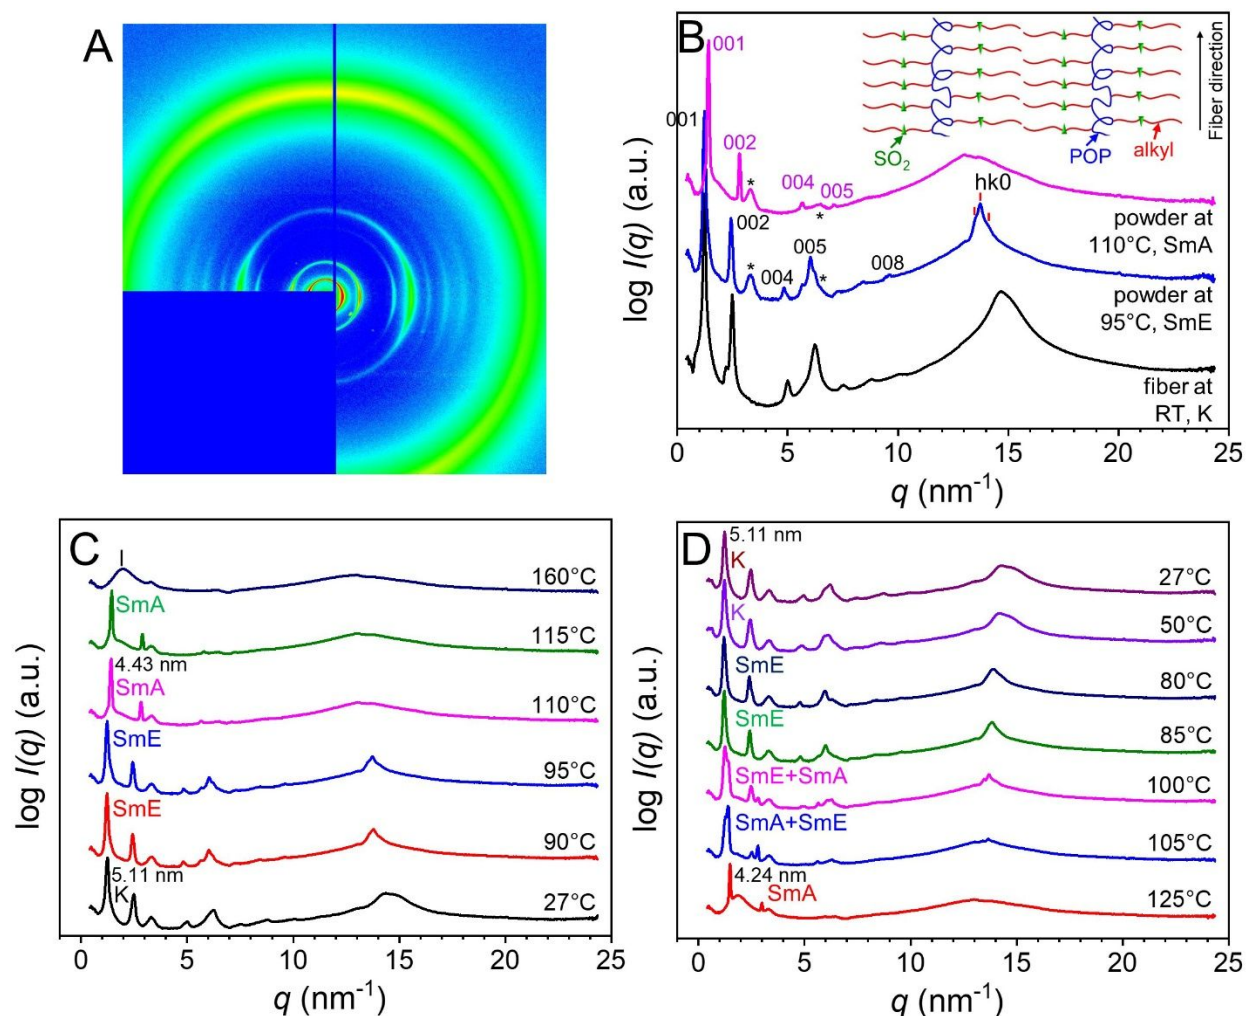 A
B
001
001
002
*
004
005
*
002
*
004
005
*
008
hk0
SO₂
POP
alkyl
Fiber direction
powder at
110°C, SmA
powder at
95°C, SmE
fiber at
RT, K
log I(q) (a.u.)
0 5 10 15 20 25
q (nm⁻¹)
C
I
160°C
SmA
115°C
4.43 nm
SmA
110°C
SmE
95°C
SmE
90°C
5.11 nm
K
27°C
log I(q) (a.u.)
0 5 10 15 20 25
q (nm⁻¹)
D
5.11 nm
K
27°C
K
50°C
SmE
80°C
SmE
85°C
SmE+SmA
100°C
SmA+SmE
105°C
4.24 nm
SmA
125°C
log I(q) (a.u.)
0 5 10 15 20 25
q (nm⁻¹)